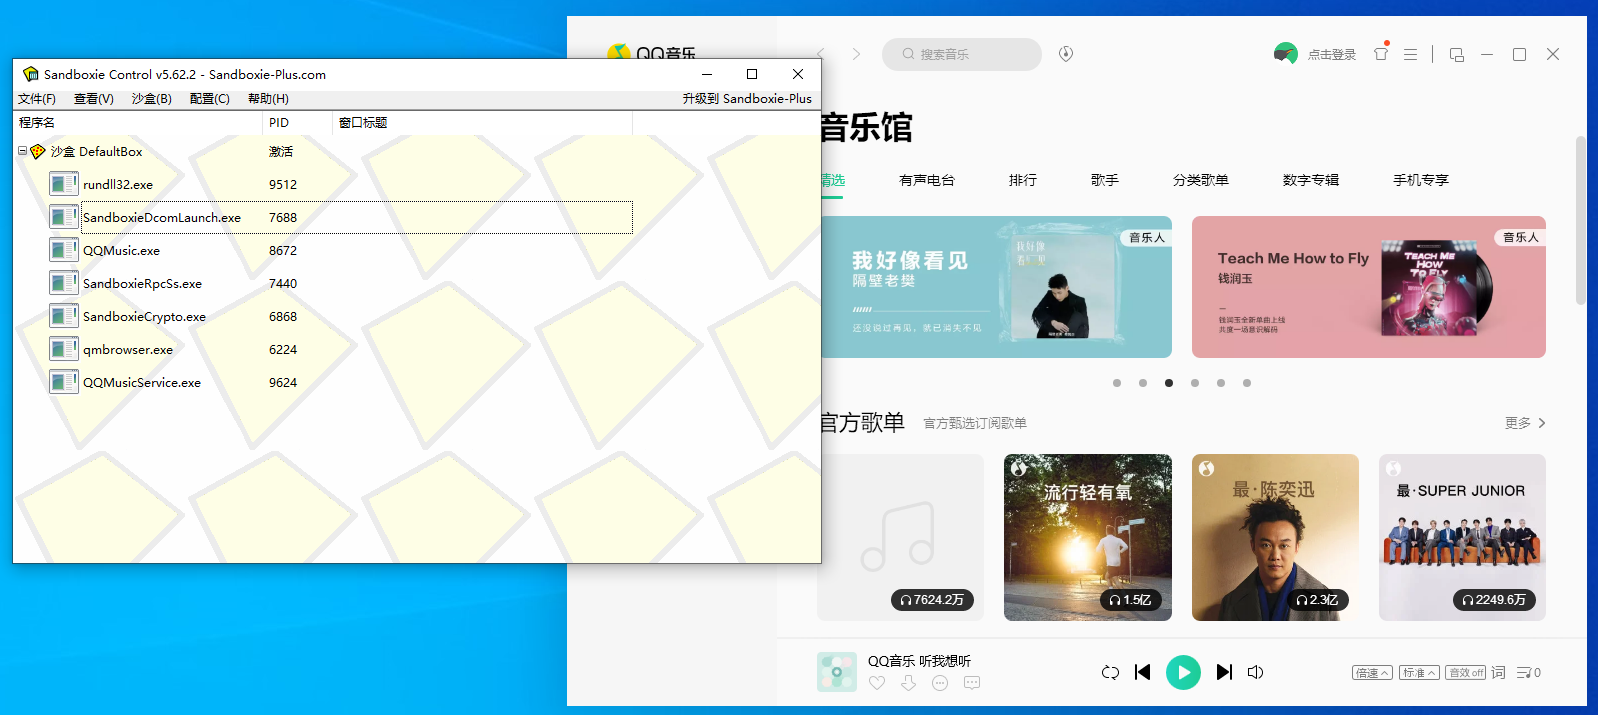 Sandboxie Control v5.62.2 - Sandboxie-Plus.com
文件(F) 查看(V) 沙盒(B) 配置(C) 帮助(H) 升级到 Sandboxie-Plus
程序名 PID 窗口标题
沙盒 DefaultBox 激活
rundll32.exe 9512
SandboxieDcomLaunch.exe 7688
QQMusic.exe 8672
SandboxieRpcSs.exe 7440
SandboxieCrypto.exe 6868
qmbrowser.exe 6224
QQMusicService.exe 9624
QQ音乐
搜索音乐
点击登录
音乐馆
精选 有声电台 排行 歌手 分类歌单 数字专辑 手机专享
音乐人
我好像看见
隔壁老樊
还没说过再见，就已消失不见
我好像
看见
音乐人
Teach Me How to Fly
钱润玉
钱润玉全新单曲上线
共度一场意识解码
TEACH ME
HOW
TO FLY
官方歌单 官方甄选订阅歌单 更多
7624.2万
流行轻有氧
1.5亿
最·陈奕迅
2.3亿
最·SUPER JUNIOR
2249.6万
QQ音乐 听我想听
倍速 标准 音效 off 词 0